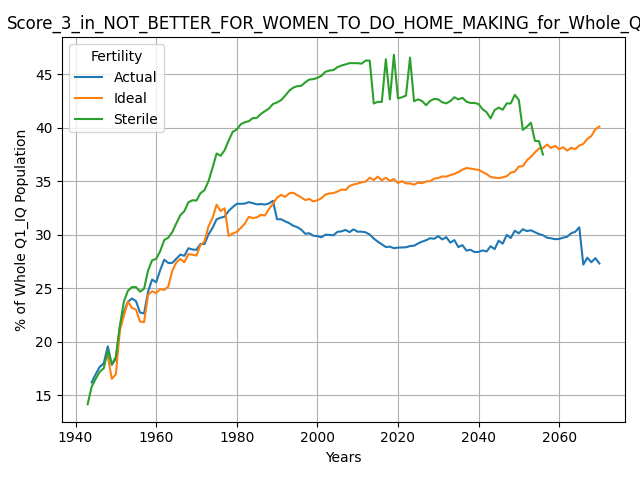 Score_3_in_NOT_BETTER_FOR_WOMEN_TO_DO_HOME_MAKING_for_Whole_Q
Fertility
Actual
Ideal
Sterile
% of Whole Q1_IQ Population
45
40
35
30
25
20
15
1940
1960
1980
2000
2020
2040
2060
Years